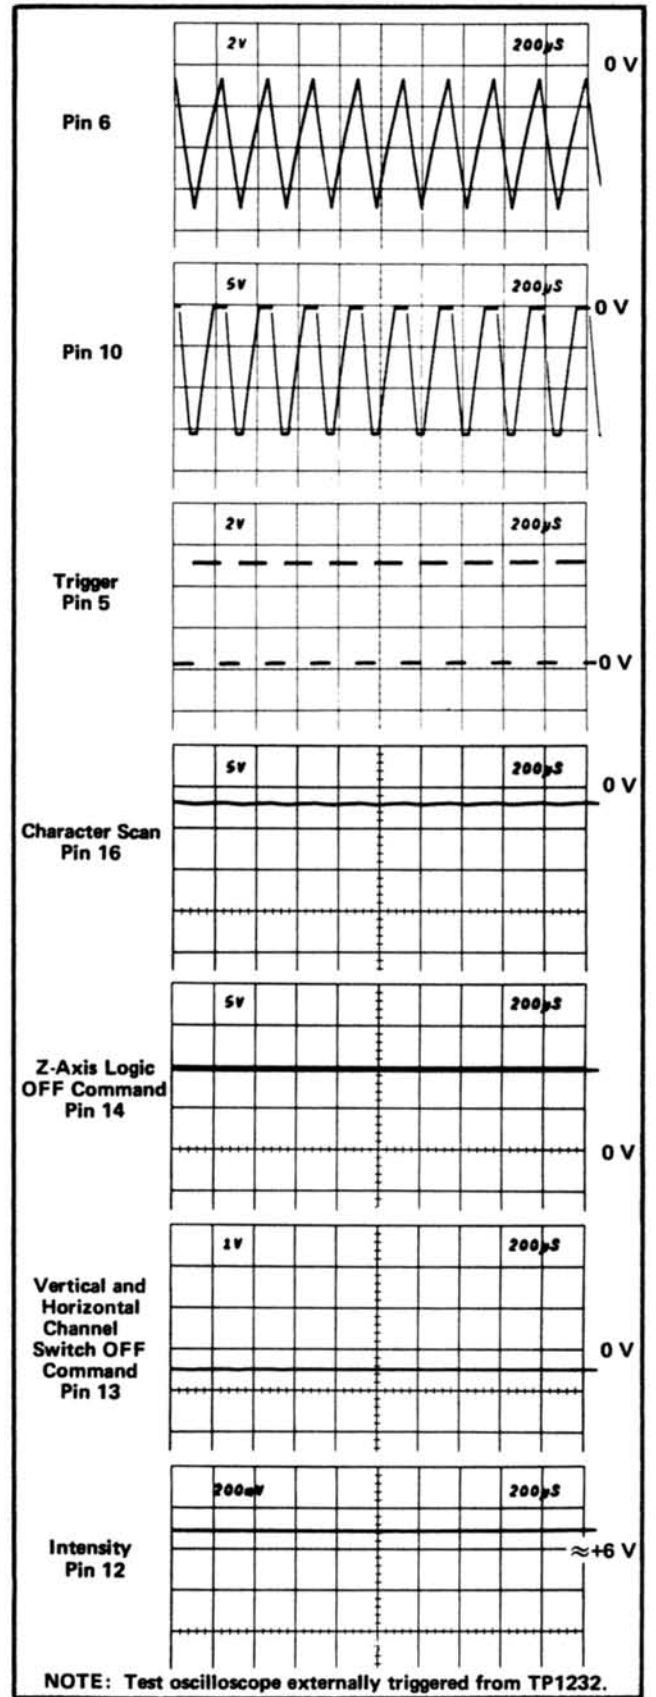 2V 200µS
0 V
Pin 6
5V 200µS
0 V
Pin 10
2V 200µS
Trigger
Pin 5
0 V
5V 200µS
0 V
Character Scan
Pin 16
5V 200µS
Z-Axis Logic
OFF Command
Pin 14
0 V
1V 200µS
Vertical and
Horizontal
Channel
Switch OFF
Command
Pin 13
0 V
200mV 200µS
Intensity
Pin 12
≈+6 V
NOTE: Test oscilloscope externally triggered from TP1232.